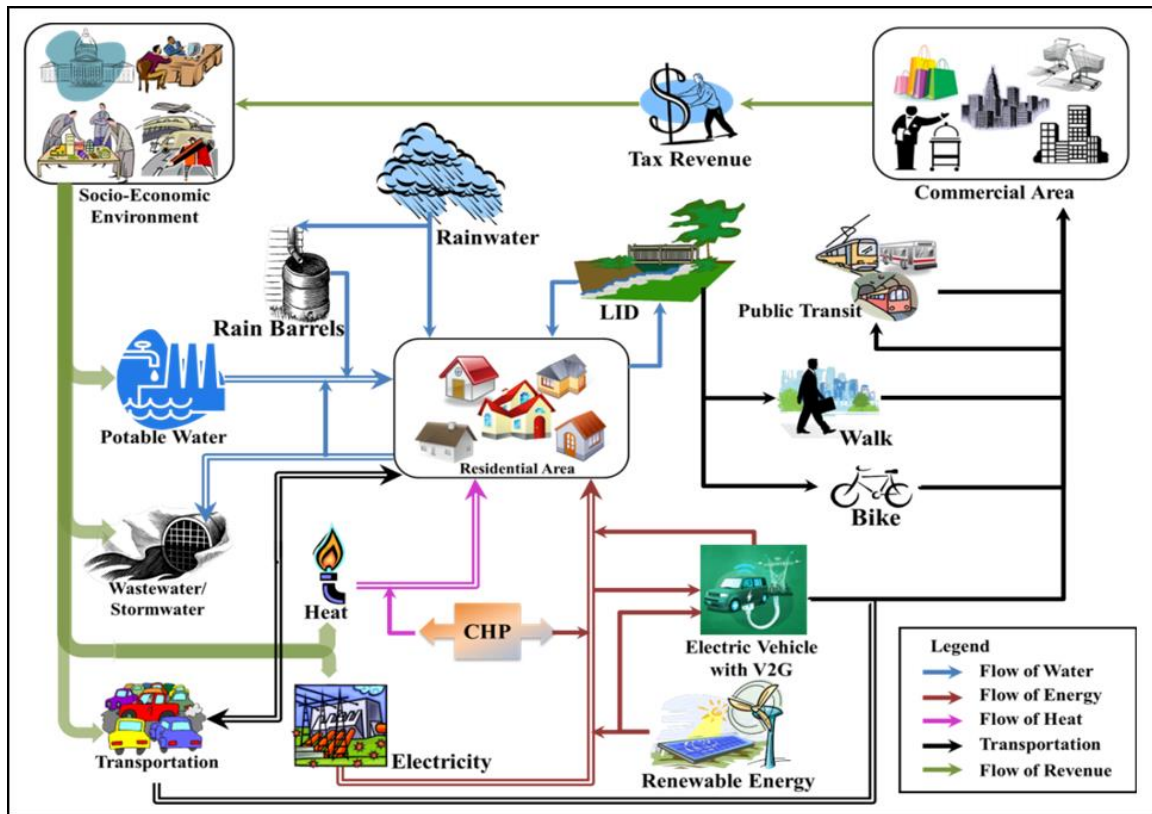 Socio-Economic
Environment
Tax Revenue
Commercial Area
Rainwater
Rain Barrels
LID
Public Transit
Potable Water
Residential Area
Walk
Bike
Wastewater/
Stormwater
Heat
CHP
Electric Vehicle
with V2G
Transportation
Electricity
Renewable Energy
Legend
Flow of Water
Flow of Energy
Flow of Heat
Transportation
Flow of Revenue